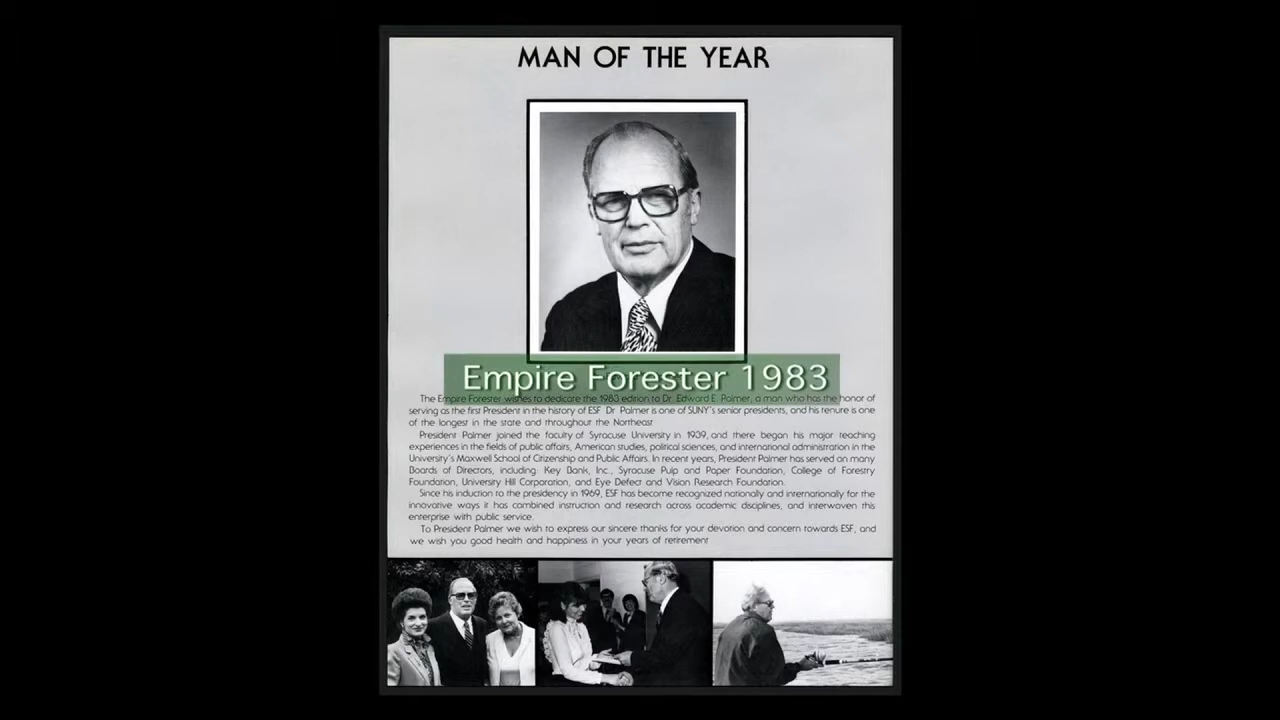 MAN OF THE YEAR
Empire Forester 1983
The Empire Forester wishes to dedicate the 1983 edition to Dr. Edward E. Palmer, a man who has the honor of
serving as the first President in the history of ESF Dr Palmer is one of SUNY's senior presidents, and his tenure is one
of the longest in the state and throughout the Northeast
President Palmer joined the faculty of Syracuse University in 1939, and there began his major teaching
experiences in the fields of public affairs, American studies, political sciences, and international administration in the
University's Maxwell School of Citizenship and Public Affairs. In recent years, President Palmer has served on many
Boards of Directors, including: Key Bank, Inc., Syracuse Pulp and Paper Foundation, College of Forestry
Foundation, University Hill Corporation, and Eye Defect and Vision Research Foundation.
Since his induction to the presidency in 1969, ESF has become recognized nationally and internationally for the
innovative ways it has combined instruction and research across academic disciplines, and interwoven this
enterprise with public service.
To President Palmer we wish to express our sincere thanks for your devotion and concern towards ESF, and
we wish you good health and happiness in your years of retirement